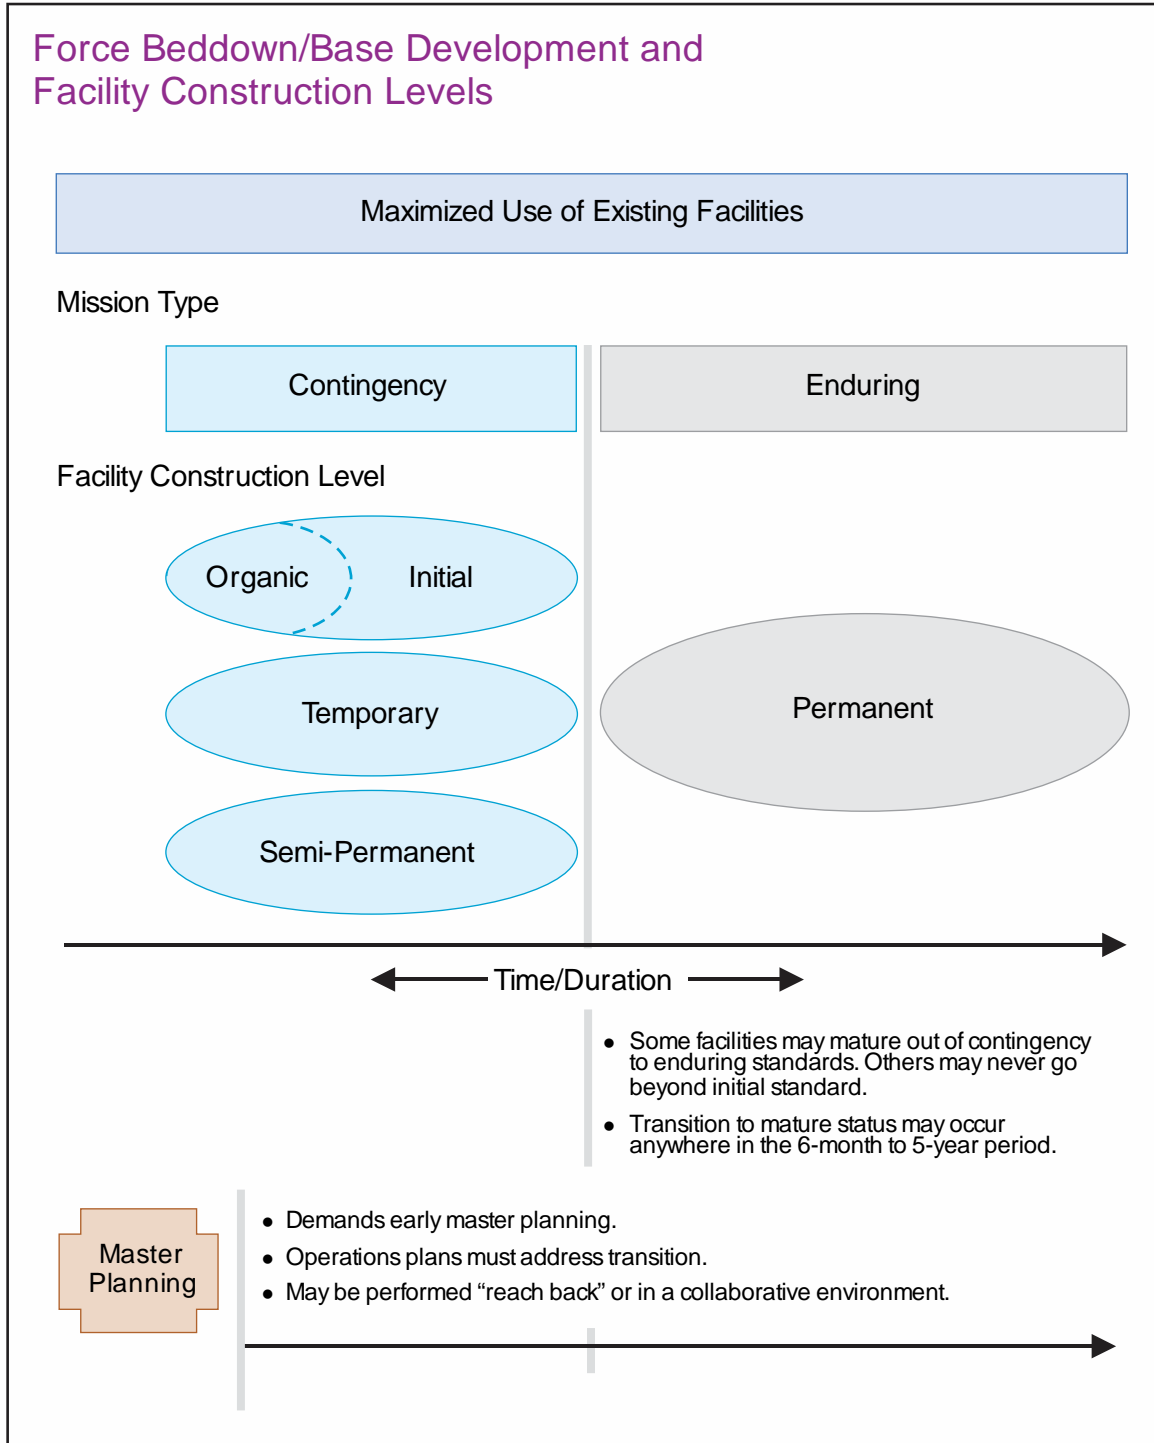 Force Beddown/Base Development and
Facility Construction Levels
Maximized Use of Existing Facilities
Mission Type
Contingency
Enduring
Facility Construction Level
Organic
Initial
Temporary
Permanent
Semi-Permanent
Time/Duration
● Some facilities may mature out of contingency
to enduring standards. Others may never go
beyond initial standard.
● Transition to mature status may occur
anywhere in the 6-month to 5-year period.
Master
Planning
● Demands early master planning.
● Operations plans must address transition.
● May be performed “reach back” or in a collaborative environment.